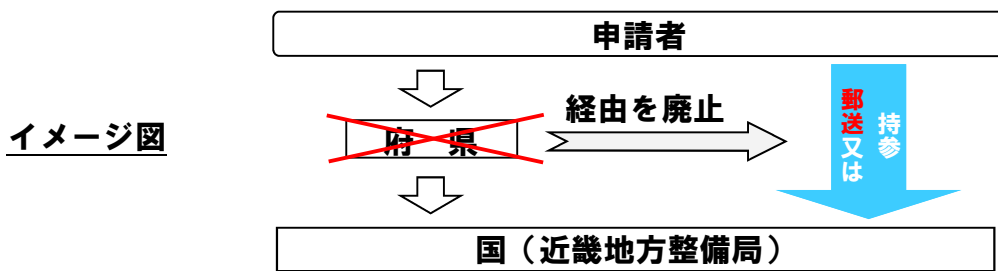 申請者
イメージ図
府　県
経由を廃止
郵送又は
持参
国（近畿地方整備局）